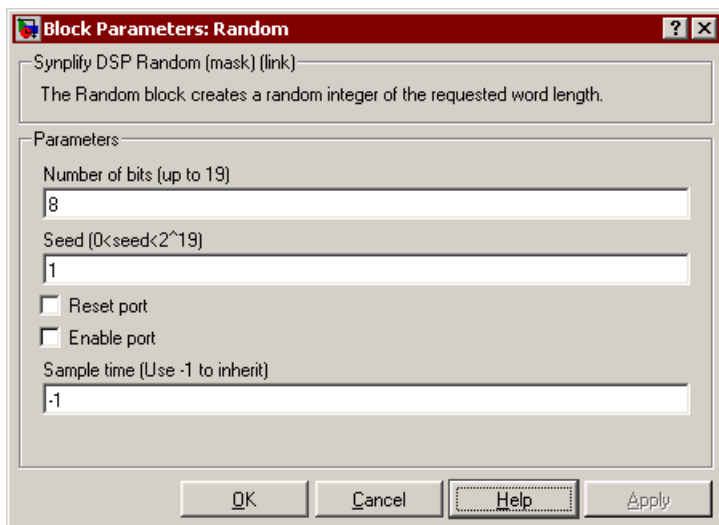 Block Parameters: Random
Synplify DSP Random (mask) (link)
The Random block creates a random integer of the requested word length.
Parameters
Number of bits (up to 19)
8
Seed (0<seed<2^19)
1
Reset port
Enable port
Sample time (Use -1 to inherit)
-1
OK Cancel Help Apply